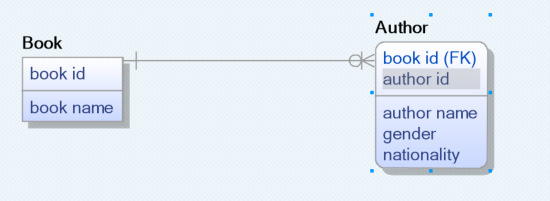 Book
book id
book name
Author
book id (FK)
author id
author name
gender
nationality